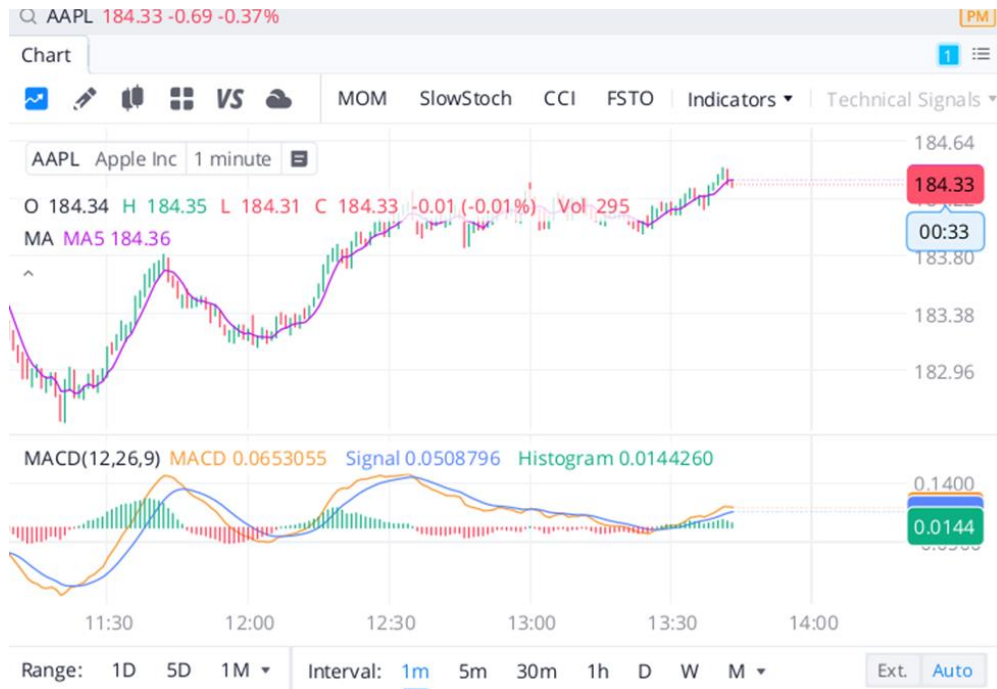 AAPL 184.33 -0.69 -0.37% PM
Chart 1
VS MOM SlowStoch CCI FSTO Indicators Technical Signals
184.64
AAPL Apple Inc 1 minute
184.33
O 184.34 H 184.35 L 184.31 C 184.33 -0.01 (-0.01%) Vol 295
00:33
MA MA5 184.36
183.80
183.38
182.96
MACD(12,26,9) MACD 0.0653055 Signal 0.0508796 Histogram 0.0144260
0.1400
0.0144
11:30 12:00 12:30 13:00 13:30 14:00
Range: 1D 5D 1M Interval: 1m 5m 30m 1h D W M Ext. Auto